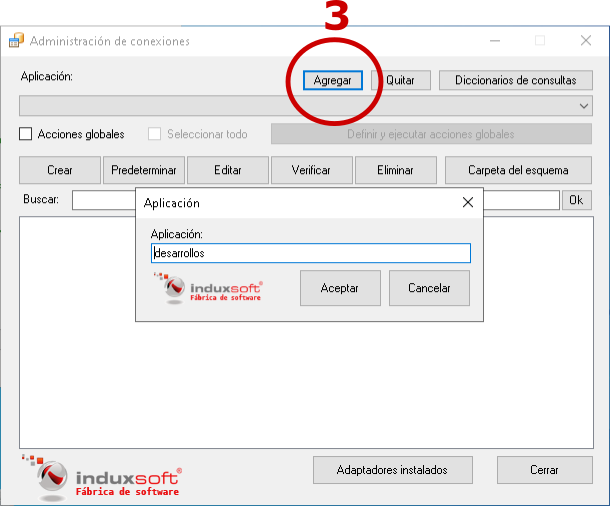 3
Administración de conexiones
Aplicación:
Agregar
Quitar
Diccionarios de consultas
Acciones globales
Seleccionar todo
Definir y ejecutar acciones globales
Crear
Predeterminar
Editar
Verificar
Eliminar
Carpeta del esquema
Buscar:
Ok
Aplicación
Aplicación:
desarrollos
induxsoft®
Fábrica de software
Aceptar
Cancelar
induxsoft®
Fábrica de software
Adaptadores instalados
Cerrar